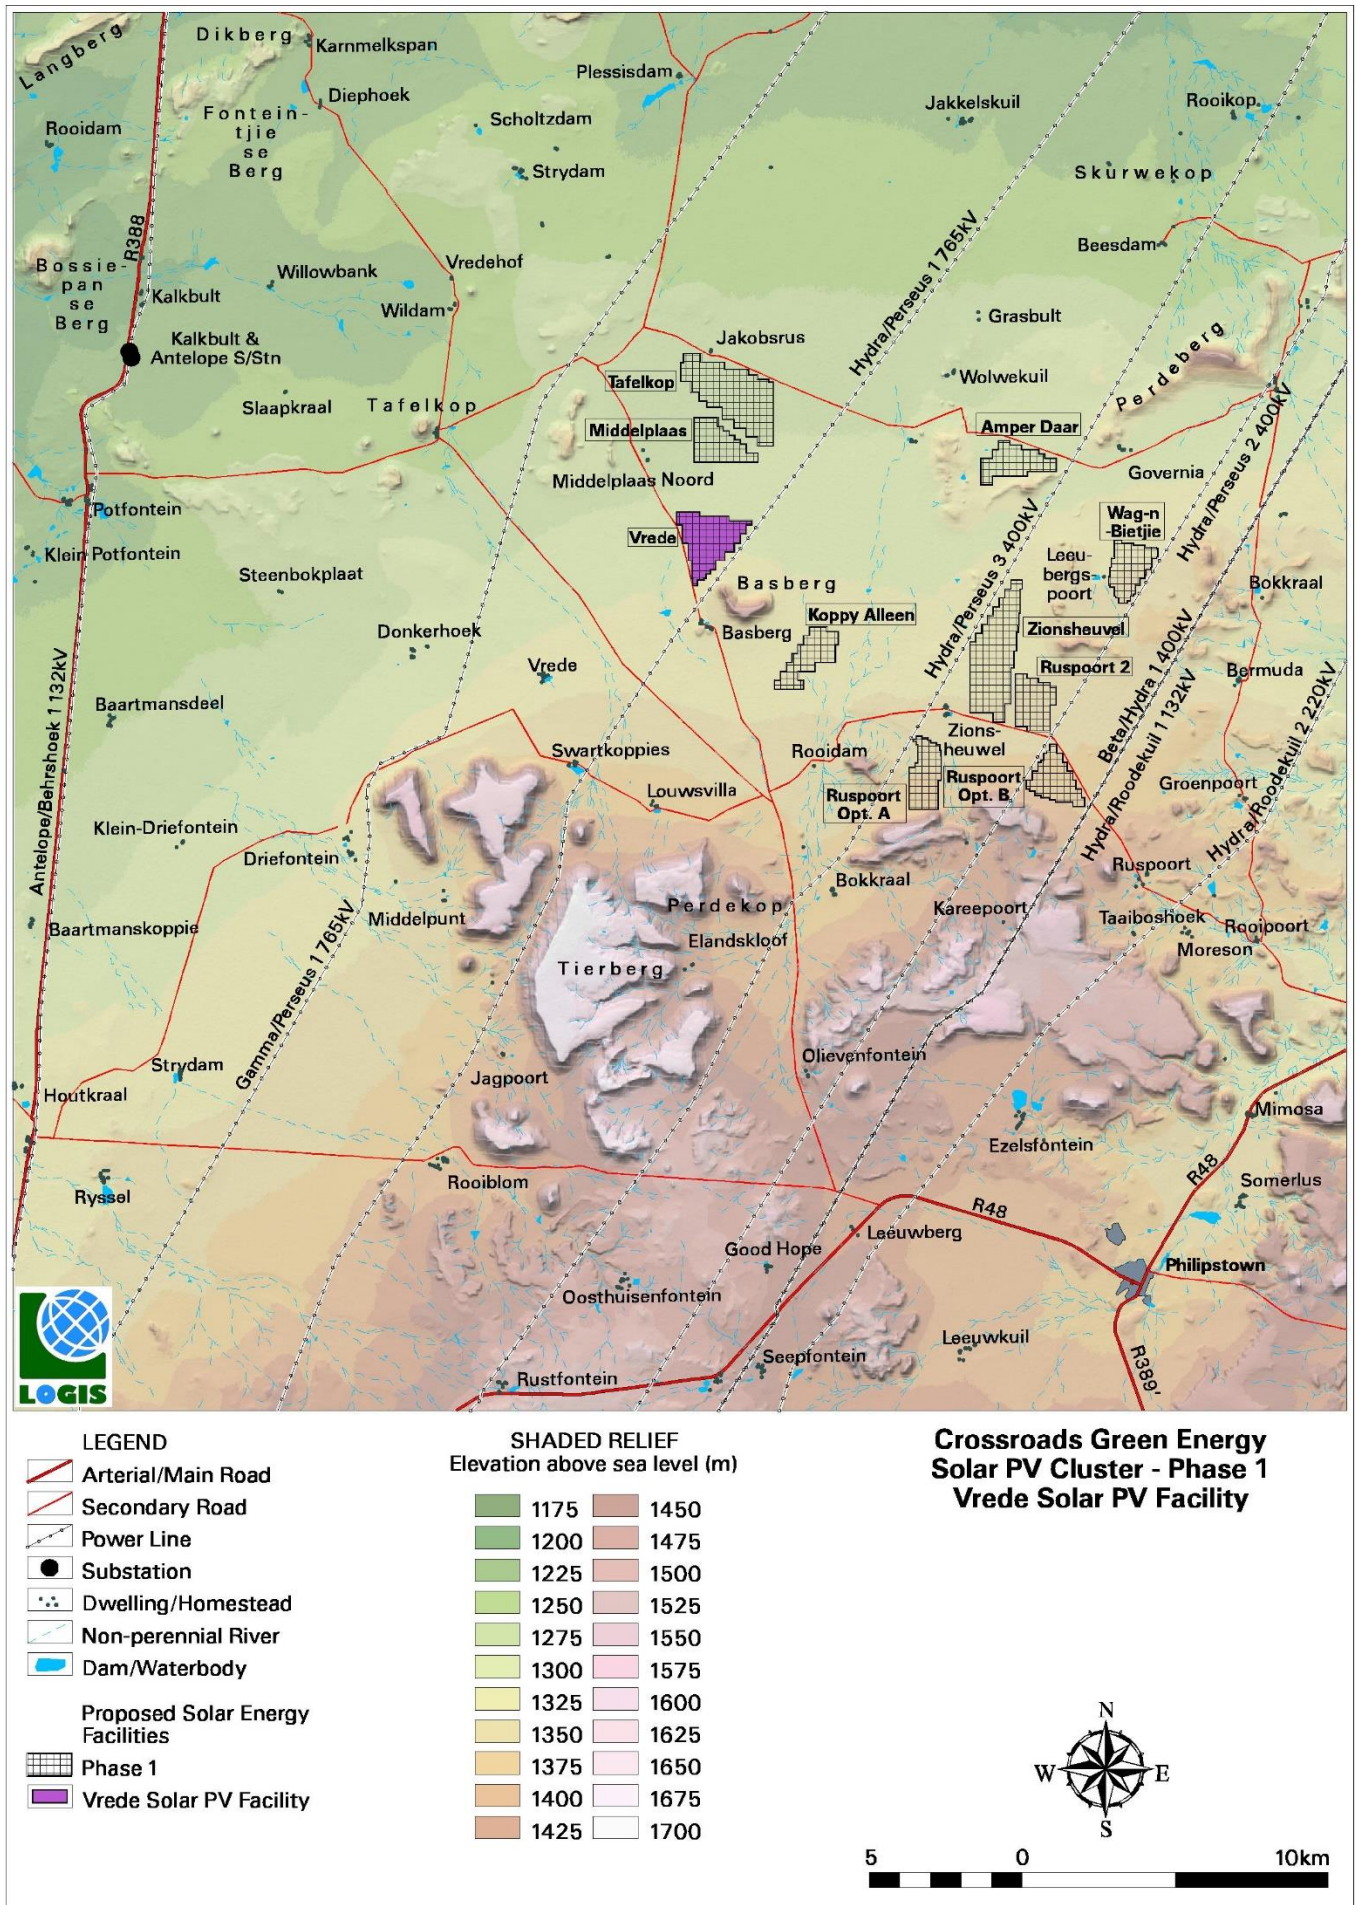 Langberg
Dikberg
Karnmelkspan
Plessisdam
Diephoek
Jakkelskuil
Rooikop
Rooidam
Fontein-
tjie
se
Berg
Scholtzdam
Strydam
Skurwekop
R388
Beesdam
Bossie-
pan
se
Berg
Willowbank
Vredehof
Kalkbult
Wildam
Hydra/Perseus 1 765kV
Grasbult
Kalkbult &
Antelope S/Stn
Jakobsrus
Perdeberg
Tafelkop
Wolwekuil
Slaapkraal
Tafelkop
Middelplaas
Amper Daar
Hydra/Perseus 2 400kV
Middelplaas Noord
Governia
Potfontein
Wag-n
-Bietjie
Vrede
Hydra/Perseus 3 400kV
Klein Potfontein
Leeu-
bergs-
poort
Steenbokplaat
Basberg
Bokkraal
Koppy Alleen
Donkerhoek
Basberg
Zionsheuvel
Vrede
Ruspoort 2
Bermuda
Antelope/Behrshoek 1 132kV
Baartmansdeel
Beta/Hydra 1 400kV
Hydra/Roodekuil 1 132kV
Hydra/Roodekuil 2 220kV
Swartkoppies
Rooidam
Zions-
heuwel
Louwsvilla
Ruspoort
Opt. A
Ruspoort
Opt. B
Groenpoort
Klein-Driefontein
Driefontein
Ruspoort
Bokkraal
Middelpunt
Perdekop
Kareepoort
Taaiboshoek
Rooipoort
Baartmanskoppie
Elandskloof
Moreson
Tierberg
Gamma/Perseus 1 765kV
Strydam
Jagpoort
Olievenfontein
Houtkraal
Mimosa
Ezelsfontein
Ryssel
Rooiblom
R48
Somerlus
R48
Leeuwberg
Good Hope
Philipstown
Oosthuisenfontein
Leeuwkuil
Seepfontein
R389'
Rustfontein
LOGIS
LEGEND
Arterial/Main Road
Secondary Road
Power Line
Substation
Dwelling/Homestead
Non-perennial River
Dam/Waterbody
Proposed Solar Energy
Facilities
Phase 1
Vrede Solar PV Facility
SHADED RELIEF
Elevation above sea level (m)
1175 1450
1200 1475
1225 1500
1250 1525
1275 1550
1300 1575
1325 1600
1350 1625
1375 1650
1400 1675
1425 1700
Crossroads Green Energy
Solar PV Cluster - Phase 1
Vrede Solar PV Facility
N
W E
S
5 0 10km